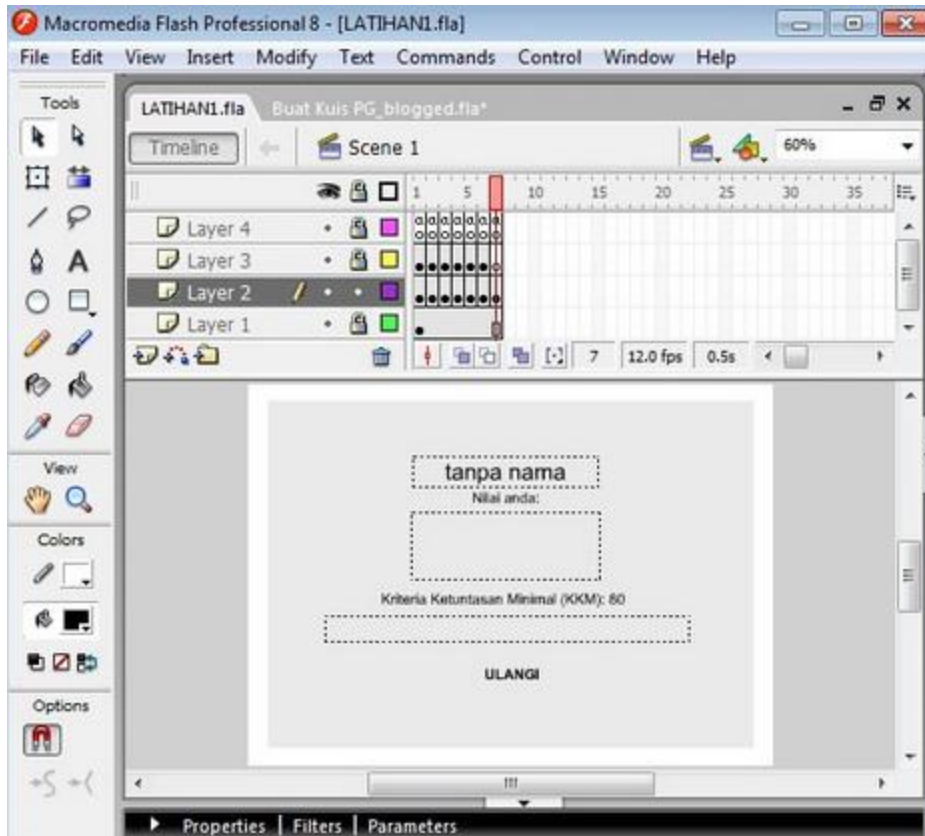 Macromedia Flash Professional 8 - [LATIHAN1.fla]
File Edit View Insert Modify Text Commands Control Window Help
Tools
LATIHAN1.fla Buat Kuis PG_blogged.fla*
Timeline Scene 1 60%
1 5 10 15 20 25 30 35
Layer 4
Layer 3
Layer 2
Layer 1
7 12.0 fps 0.5s
View
Colors
Options
tanpa nama
Nilai anda:
Kriteria Ketuntasan Minimal (KKM): 80
ULANGI
Properties Filters Parameters